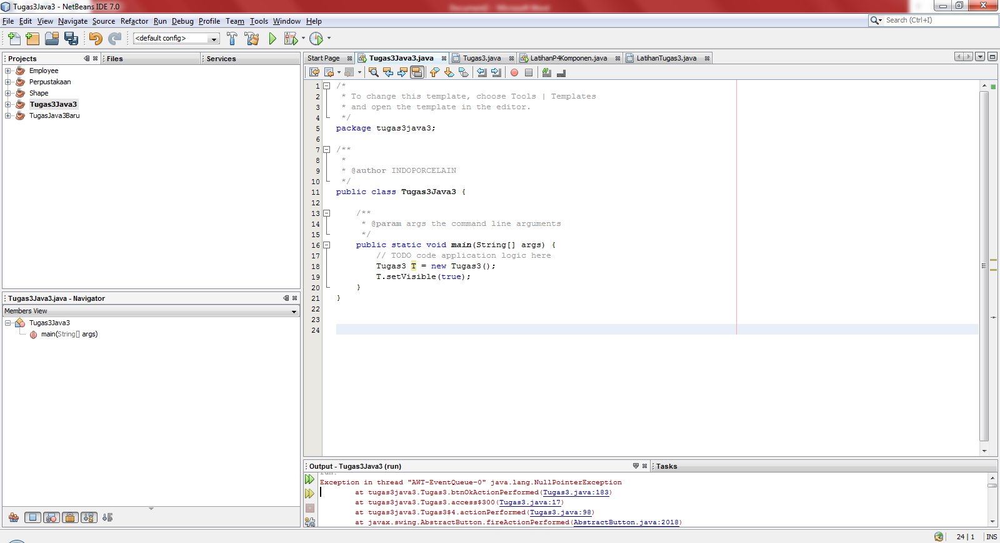 Tugas3Java3 - NetBeans IDE 7.0
Document2 - Microsoft Word
File Edit View Navigate Source Refactor Run Debug Profile Team Tools Window Help
Search (Ctrl+I)
<default config>
Projects
Files
Services
Employee
Perpustakaan
Shape
Tugas3Java3
TugasJava3Baru
Start Page
Tugas3Java3.java
Tugas3.java
LatihanP4Komponen.java
LatihanTugas3.java
1 /*
2 * To change this template, choose Tools | Templates
3 * and open the template in the editor.
4 */
5 package tugas3java3;
6
7 /**
8 *
9 * @author INDOPORCELAIN
10 */
11 public class Tugas3Java3 {
12
13 /**
14 * @param args the command line arguments
15 */
16 public static void main(String[] args) {
17 // TODO code application logic here
18 Tugas3 T = new Tugas3();
19 T.setVisible(true);
20 }
21 }
22
23
24
Tugas3Java3.java - Navigator
Members View
Tugas3Java3
main(String[] args)
Output - Tugas3Java3 (run)
Tasks
run:
Exception in thread "AWT-EventQueue-0" java.lang.NullPointerException
at tugas3java3.Tugas3.btnOkActionPerformed(Tugas3.java:183)
at tugas3java3.Tugas3.access$300(Tugas3.java:17)
at tugas3java3.Tugas3$4.actionPerformed(Tugas3.java:98)
at javax.swing.AbstractButton.fireActionPerformed(AbstractButton.java:2018)
24 | 1 INS